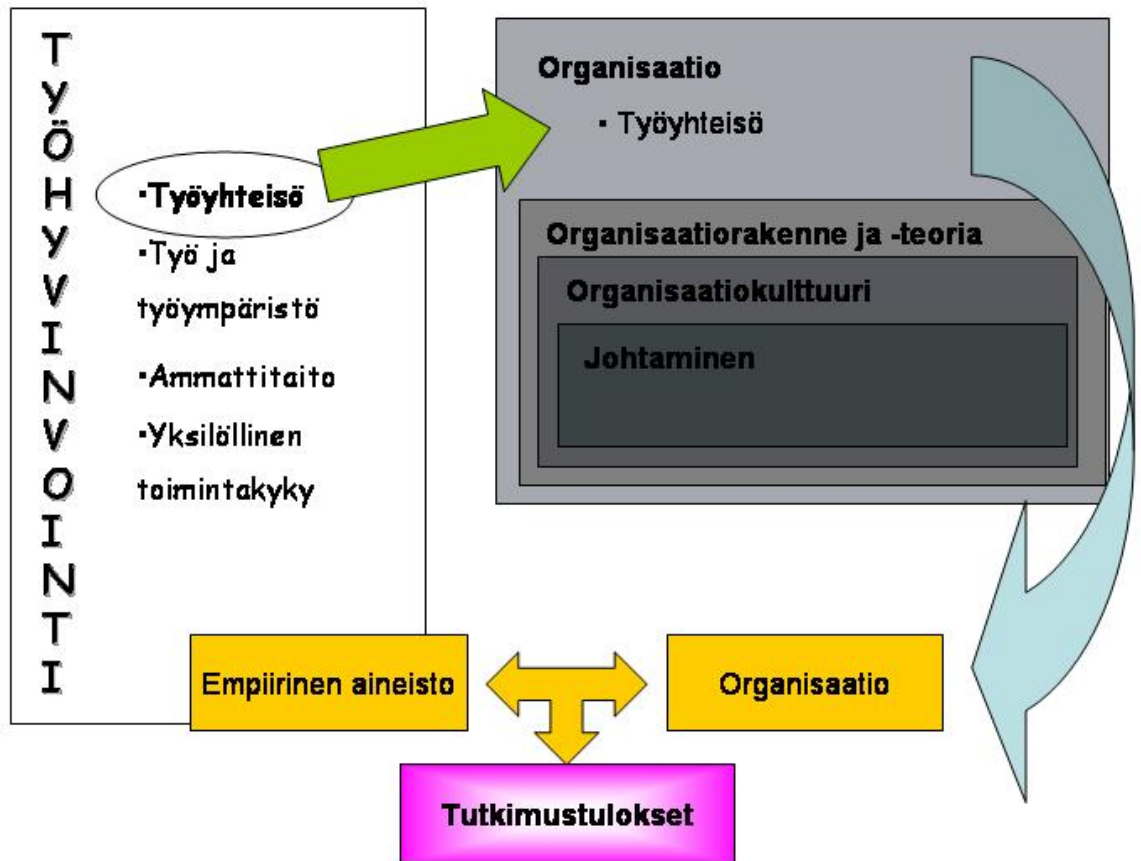 TYÖHYVINVOINTI
▪Työyhteisö
▪Työ ja
työympäristö
▪Ammattitaito
▪Yksilöllinen
toimintakyky
Organisaatio
▪ Työyhteisö
Organisaatiorakenne ja -teoria
Organisaatiokulttuuri
Johtaminen
Empiirinen aineisto
Organisaatio
Tutkimustulokset